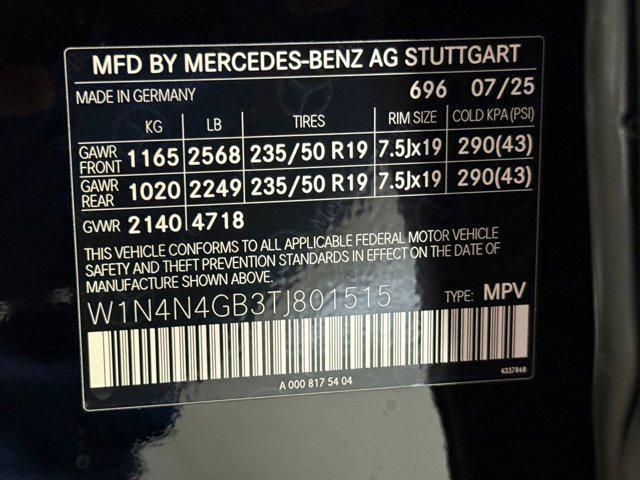 MFD BY MERCEDES-BENZ AG STUTTGART
MADE IN GERMANY 696 07/25
KG LB TIRES RIM SIZE COLD KPA (PSI)
GAWR FRONT 1165 2568 235/50 R19 7.5Jx19 290(43)
GAWR REAR 1020 2249 235/50 R19 7.5Jx19 290(43)
GVWR 2140 4718
THIS VEHICLE CONFORMS TO ALL APPLICABLE FEDERAL MOTOR VEHICLE
SAFETY AND THEFT PREVENTION STANDARDS IN EFFECT ON THE DATE OF
MANUFACTURE SHOWN ABOVE.
W1N4N4GB3TJ801515 TYPE: MPV
A 000 817 54 04
4337848